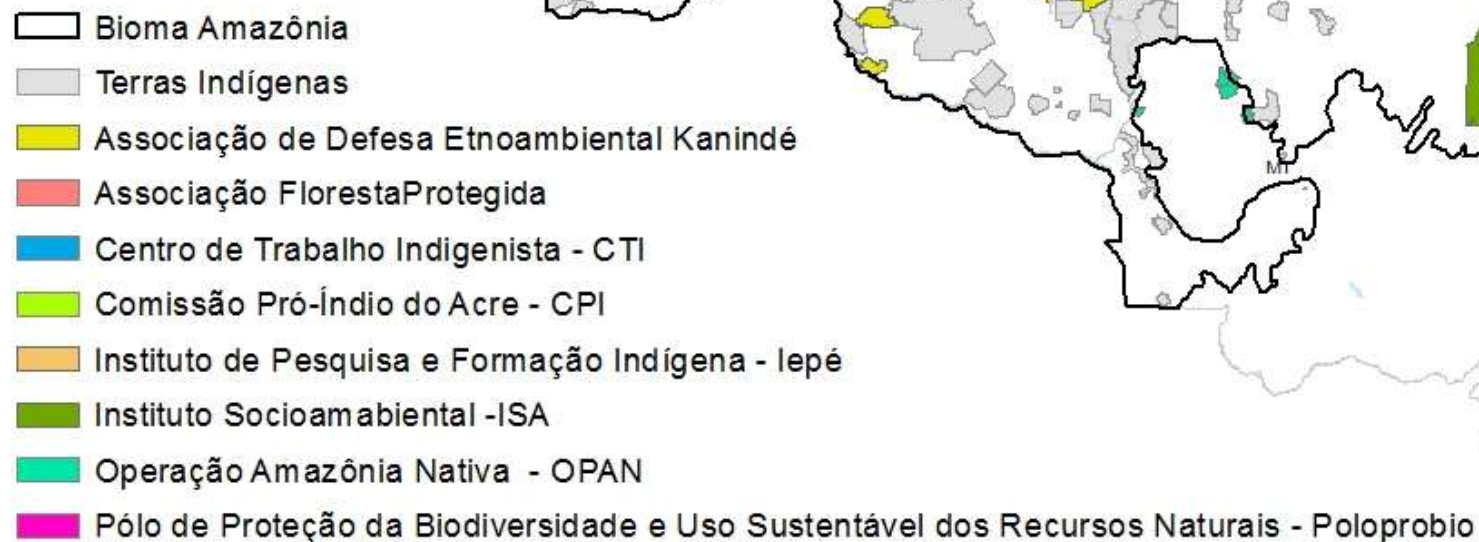 Bioma Amazônia
Terras Indígenas
Associação de Defesa Etnoambiental Kanindé
Associação FlorestaProtegida
Centro de Trabalho Indigenista - CTI
Comissão Pró-Índio do Acre - CPI
Instituto de Pesquisa e Formação Indígena - Iepé
Instituto Socioamabiental -ISA
Operação Amazônia Nativa - OPAN
Pólo de Proteção da Biodiversidade e Uso Sustentável dos Recursos Naturais - Poloprobio
MT